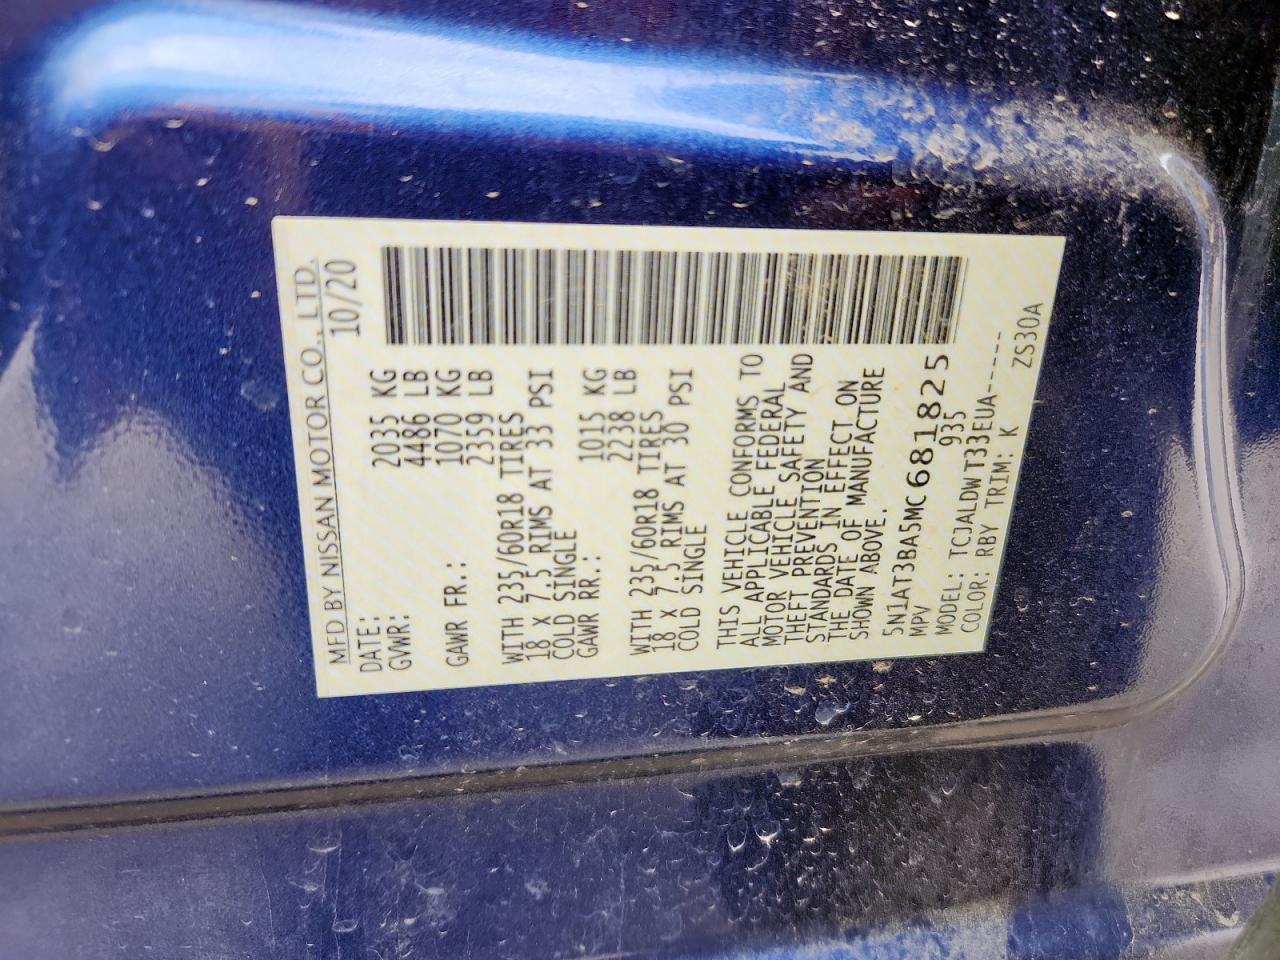 MFD BY NISSAN MOTOR CO., LTD.
DATE: 10/20
GVWR: 2035 KG
4486 LB
GAWR FR.: 1070 KG
2359 LB
WITH 235/60R18 TIRES
18 X 7.5 RIMS AT 33 PSI
COLD SINGLE
GAWR RR.: 1015 KG
2238 LB
WITH 235/60R18 TIRES
18 X 7.5 RIMS AT 30 PSI
COLD SINGLE
THIS VEHICLE CONFORMS TO
ALL APPLICABLE FEDERAL
MOTOR VEHICLE SAFETY AND
THEFT PREVENTION
STANDARDS IN EFFECT ON
THE DATE OF MANUFACTURE
SHOWN ABOVE.
5N1AT3BA5MC681825
MPV 935
MODEL: TCJALDWT33EUA-----
COLOR: RBY TRIM: K ZS30A